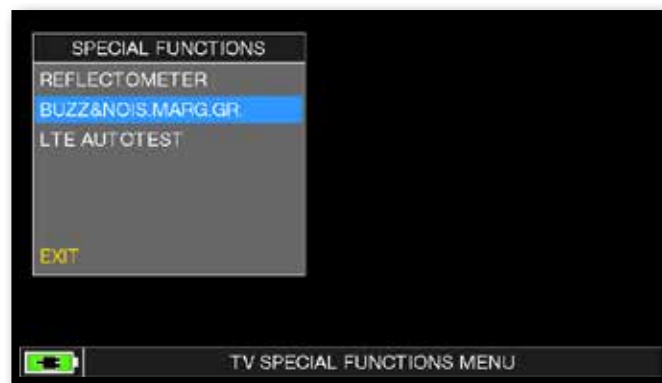 SPECIAL FUNCTIONS
REFLECTOMETER
BUZZ&NOIS.MARG.GR.
LTE AUTOTEST
EXIT
TV SPECIAL FUNCTIONS MENU